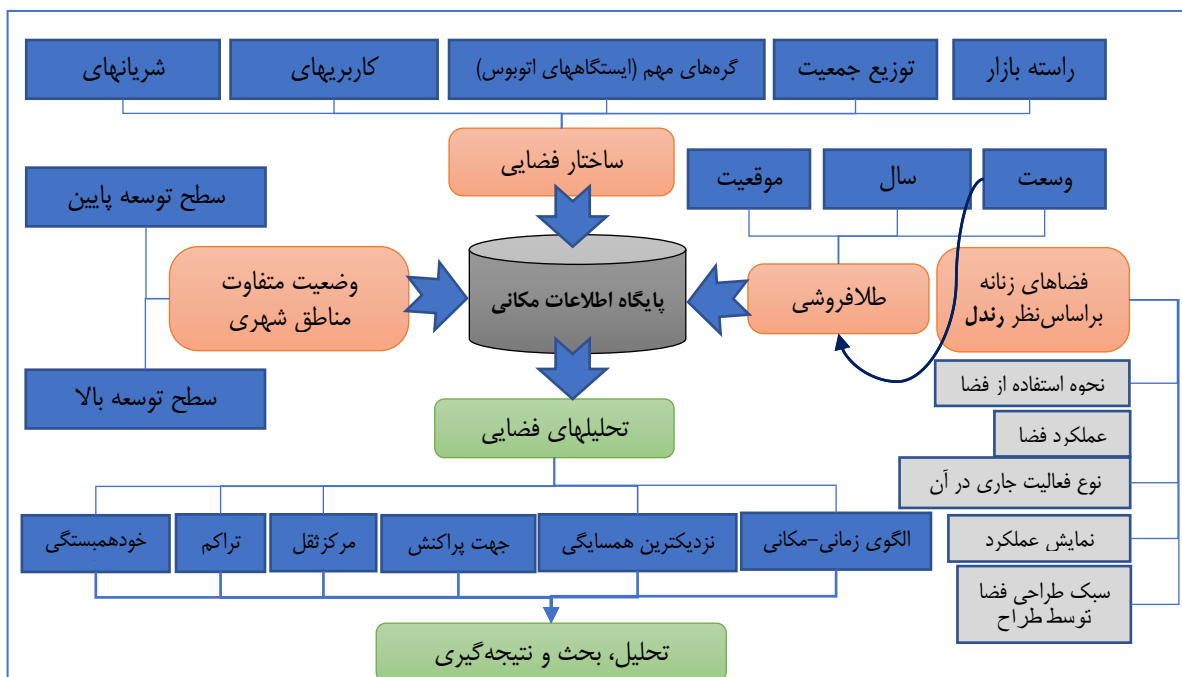 راسته بازار
توزیع جمعیت
گره‌های مهم (ایستگاههای اتوبوس)
کاربریهای
شریانهای
ساختار فضایی
وسعت
سال
موقعیت
سطح توسعه پایین
فضاهای زنانه
براساس‌نظر رندل
طلافروشی
پایگاه اطلاعات مکانی
وضعیت متفاوت
مناطق شهری
سطح توسعه بالا
نحوه استفاده از فضا
عملکرد فضا
نوع فعالیت جاری در آن
نمایش عملکرد
سبک طراحی فضا
توسط طراح
تحلیلهای فضایی
الگوی زمانی-مکانی
نزدیکترین همسایگی
جهت پراکنش
مرکزثقل
تراکم
خودهمبستگی
تحلیل، بحث و نتیجه‌گیری